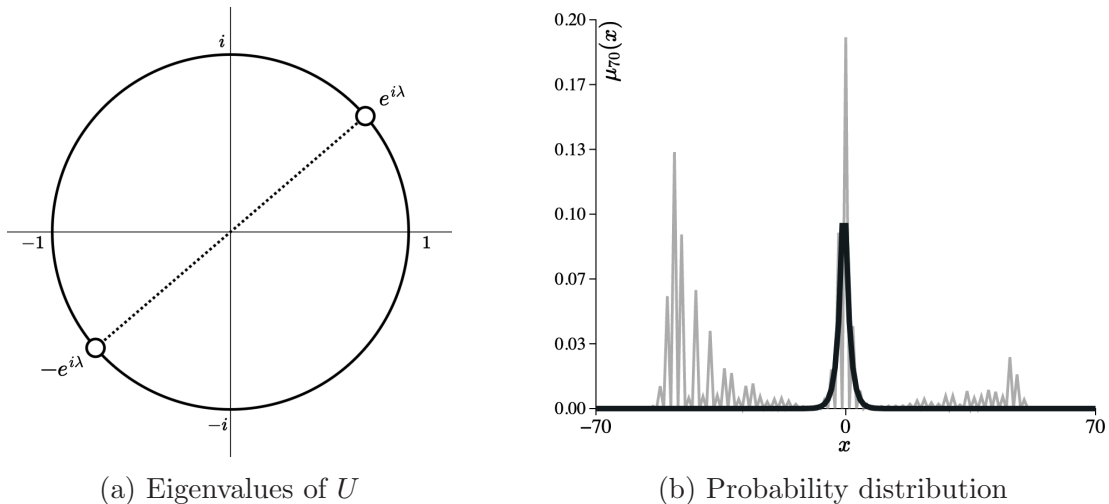 i
e^{iλ}
−1
1
−e^{iλ}
−i
(a) Eigenvalues of U
0.20
0.17
0.13
0.10
0.07
0.03
0.00
μ₇₀(x)
−70
0
70
x
(b) Probability distribution